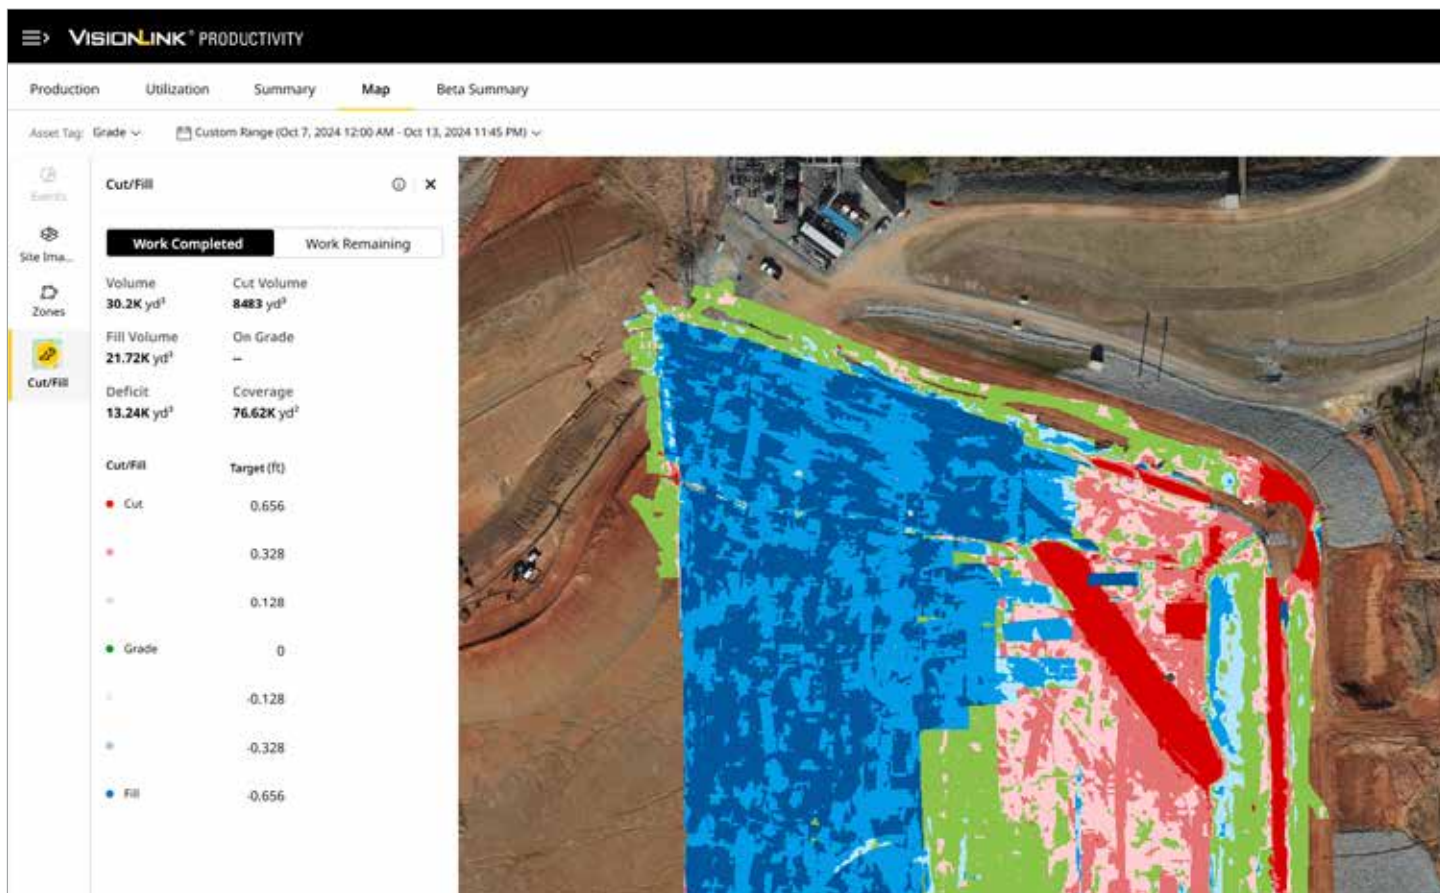 VISIONLINK® PRODUCTIVITY
Production Utilization Summary Map Beta Summary
Asset Tag: Grade Custom Range (Oct 7, 2024 12:00 AM - Oct 13, 2024 11:45 PM)
Events
Site Ima...
Zones
Cut/Fill
Cut/Fill
Work Completed Work Remaining
Volume Cut Volume
30.2K yd³ 8483 yd³
Fill Volume On Grade
21.72K yd³ --
Deficit Coverage
13.24K yd³ 76.62K yd²
Cut/Fill Target (ft)
Cut 0.656
0.328
0.128
Grade 0
-0.128
-0.328
Fill -0.656